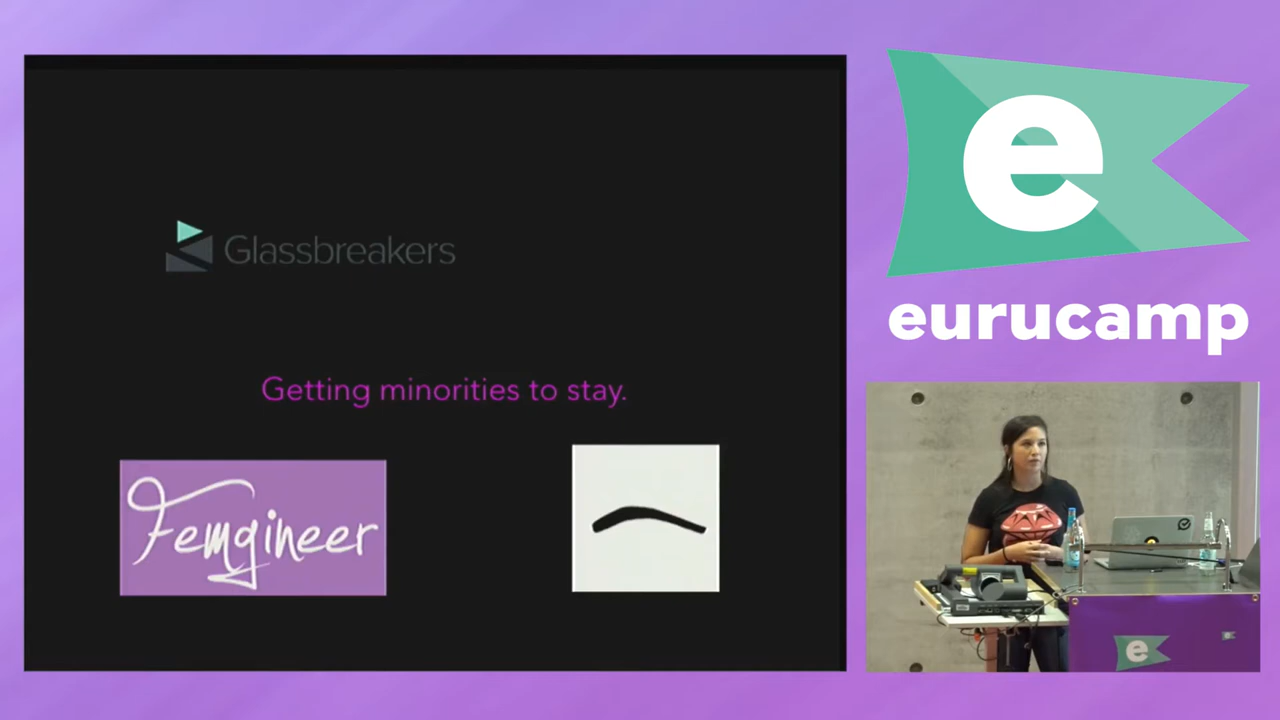 Glassbreakers
Getting minorities to stay.
Femgineer
e
eurucamp
e